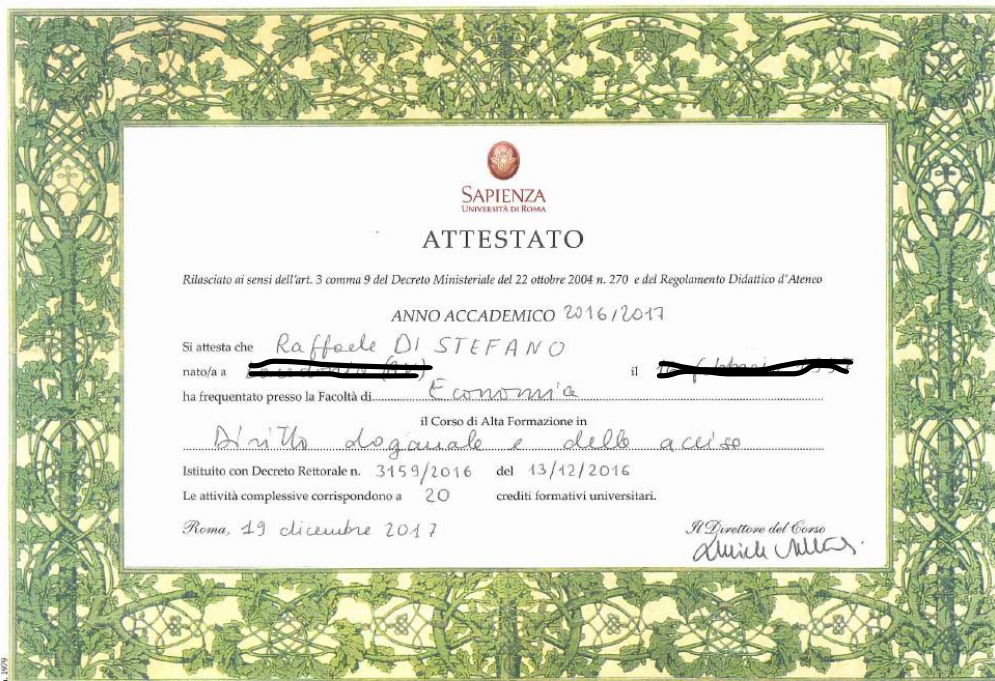 SAPIENZA
UNIVERSITÀ DI ROMA
ATTESTATO
Rilasciato ai sensi dell'art. 3 comma 9 del Decreto Ministeriale del 22 ottobre 2004 n. 270 e del Regolamento Didattico d'Ateneo
ANNO ACCADEMICO 2016/2017
Si attesta che Raffaele DI STEFANO
nato/a a il
ha frequentato presso la Facoltà di Economia
il Corso di Alta Formazione in
Diritto doganale e delle accise
Istituito con Decreto Rettorale n. 3159/2016 del 13/12/2016
Le attività complessive corrispondono a 20 crediti formativi universitari.
Roma, 19 dicembre 2017
Il Direttore del Corso
n. 1979